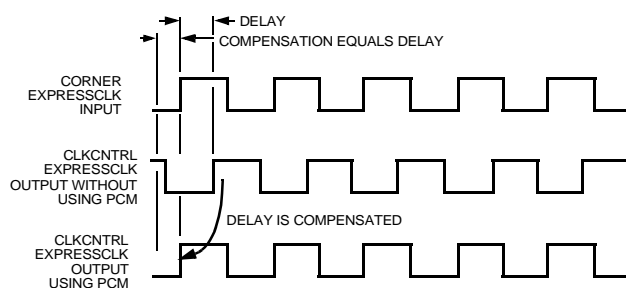 DELAY
COMPENSATION EQUALS DELAY
CORNER
EXPRESSCLK
INPUT
CLKCNTRL
EXPRESSCLK
OUTPUT WITHOUT
USING PCM
DELAY IS COMPENSATED
CLKCNTRL
EXPRESSCLK
OUTPUT
USING PCM